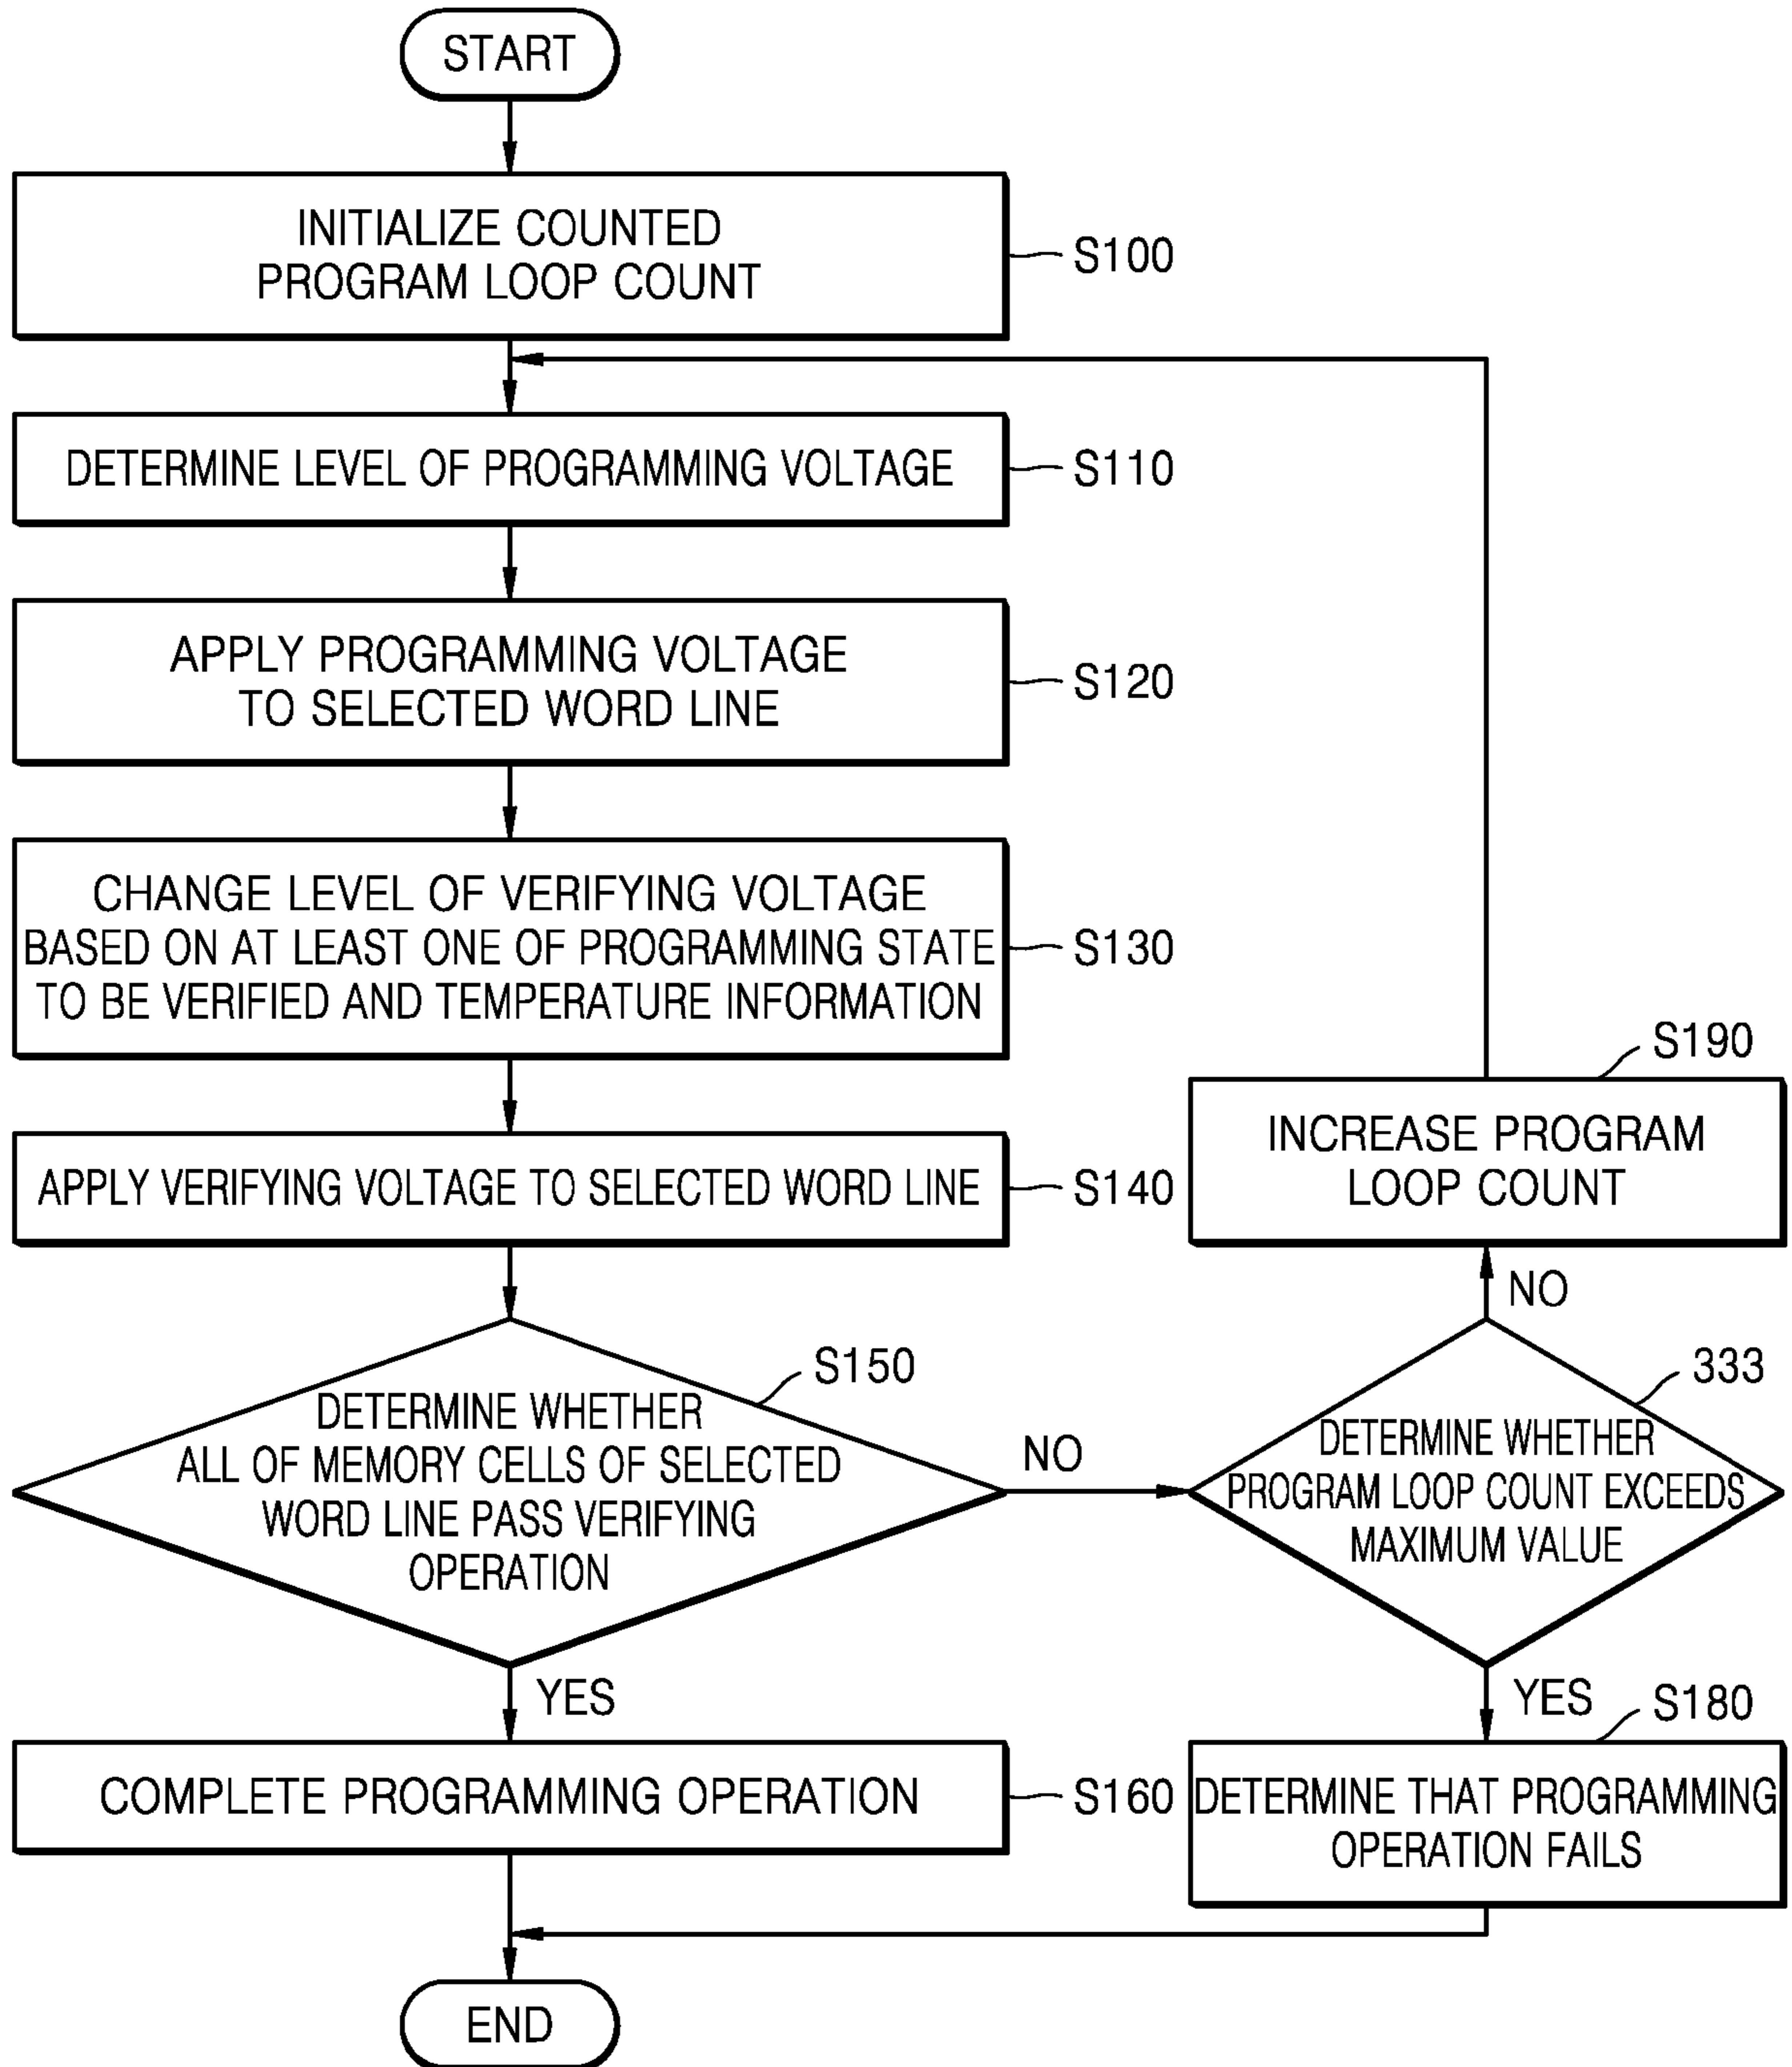 START
INITIALIZE COUNTED
PROGRAM LOOP COUNT
S100
DETERMINE LEVEL OF PROGRAMMING VOLTAGE
S110
APPLY PROGRAMMING VOLTAGE
TO SELECTED WORD LINE
S120
CHANGE LEVEL OF VERIFYING VOLTAGE
BASED ON AT LEAST ONE OF PROGRAMMING STATE
TO BE VERIFIED AND TEMPERATURE INFORMATION
S130
APPLY VERIFYING VOLTAGE TO SELECTED WORD LINE
S140
S190
INCREASE PROGRAM
LOOP COUNT
NO
S150
DETERMINE WHETHER
ALL OF MEMORY CELLS OF SELECTED
WORD LINE PASS VERIFYING
OPERATION
NO
333
DETERMINE WHETHER
PROGRAM LOOP COUNT EXCEEDS
MAXIMUM VALUE
YES
COMPLETE PROGRAMMING OPERATION
S160
YES
S180
DETERMINE THAT PROGRAMMING
OPERATION FAILS
END